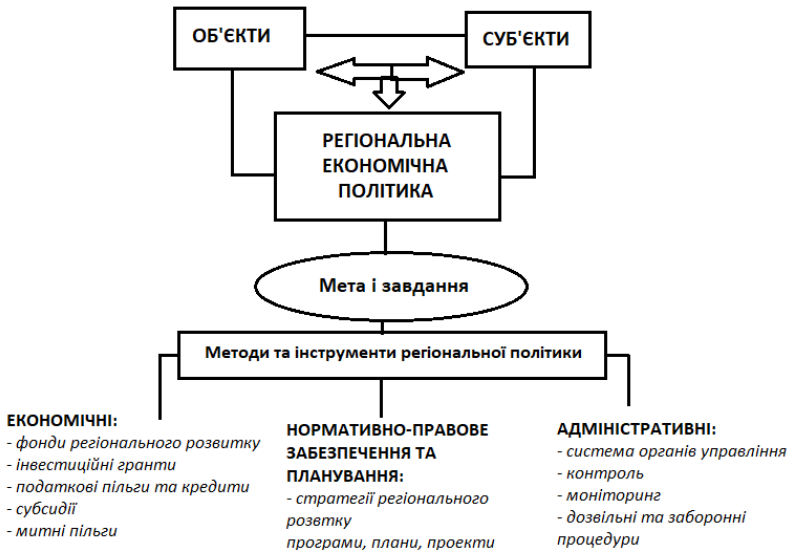 ОБ'ЄКТИ
СУБ'ЄКТИ
РЕГІОНАЛЬНА
ЕКОНОМІЧНА
ПОЛІТИКА
Мета і завдання
Методи та інструменти регіональної політики
ЕКОНОМІЧНІ:
- фонди регіонального розвитку
- інвестиційні гранти
- податкові пільги та кредити
- субсидії
- митні пільги
НОРМАТИВНО-ПРАВОВЕ
ЗАБЕЗПЕЧЕННЯ ТА
ПЛАНУВАННЯ:
- стратегії регіонального
розвтку
програми, плани, проекти
АДМІНІСТРАТИВНІ:
- система органів управління
- контроль
- моніторинг
- дозвільні та заборонні
процедури